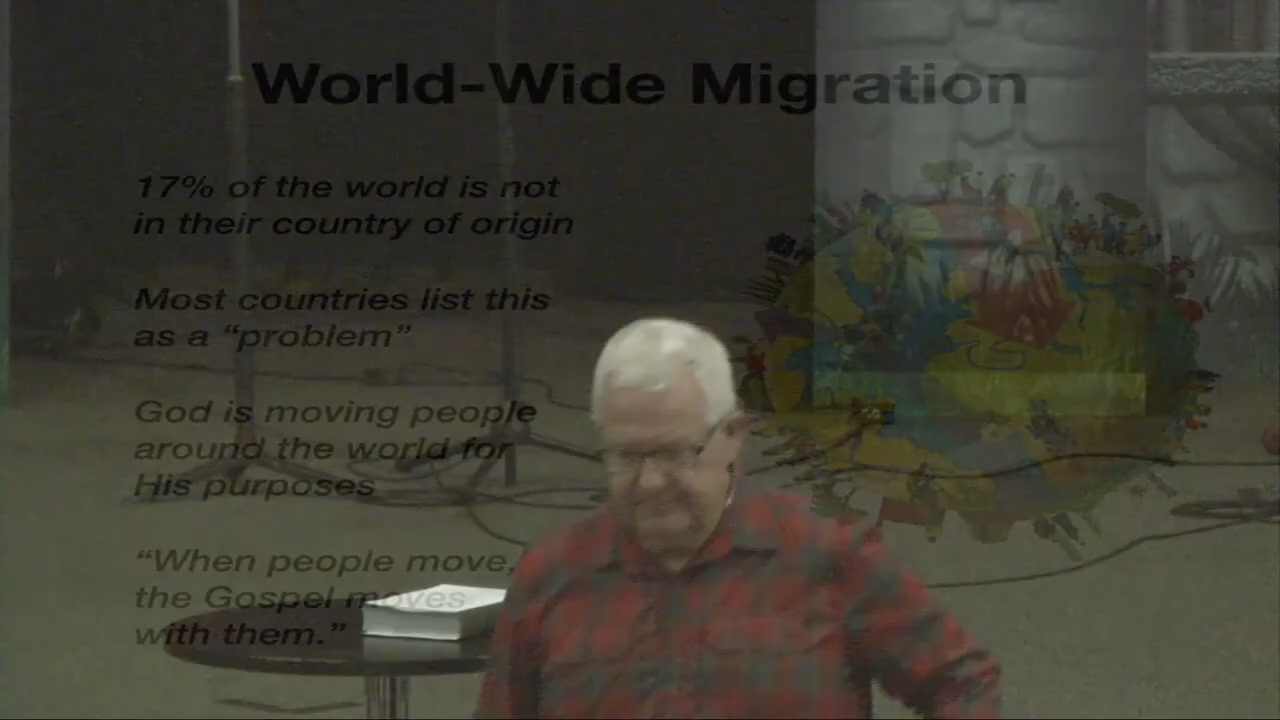 World-Wide Migration
17% of the world is not
in their country of origin
Most countries list this
as a “problem”
God is moving people
around the world for
His purposes
“When people move,
the Gospel moves
with them.”